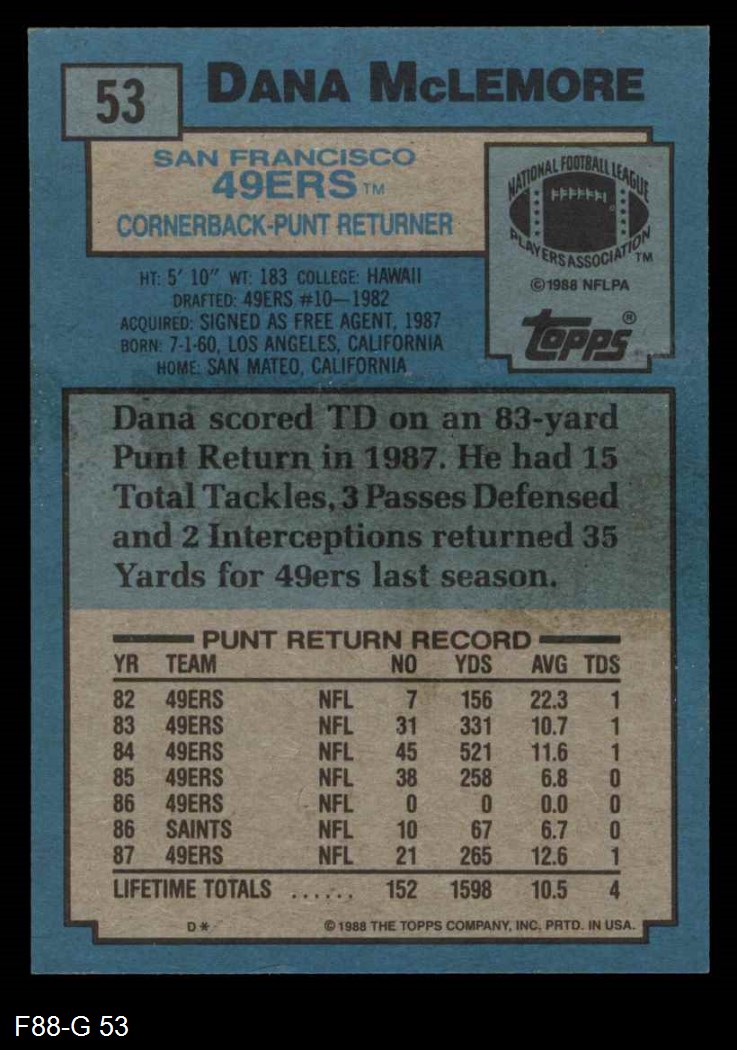 53
DANA MCLEMORE
SAN FRANCISCO
49ERS TM
CORNERBACK-PUNT RETURNER
NATIONAL FOOTBALL LEAGUE
PLAYERS ASSOCIATION TM
©1988 NFLPA
topps®
HT: 5' 10" WT: 183 COLLEGE: HAWAII
DRAFTED: 49ERS #10—1982
ACQUIRED: SIGNED AS FREE AGENT, 1987
BORN: 7-1-60, LOS ANGELES, CALIFORNIA
HOME: SAN MATEO, CALIFORNIA
Dana scored TD on an 83-yard
Punt Return in 1987. He had 15
Total Tackles, 3 Passes Defensed
and 2 Interceptions returned 35
Yards for 49ers last season.
PUNT RETURN RECORD
YR TEAM NO YDS AVG TDS
82 49ERS NFL 7 156 22.3 1
83 49ERS NFL 31 331 10.7 1
84 49ERS NFL 45 521 11.6 1
85 49ERS NFL 38 258 6.8 0
86 49ERS NFL 0 0 0.0 0
86 SAINTS NFL 10 67 6.7 0
87 49ERS NFL 21 265 12.6 1
LIFETIME TOTALS ...... 152 1598 10.5 4
D* ©1988 THE TOPPS COMPANY, INC. PRTD. IN USA.
F88-G 53